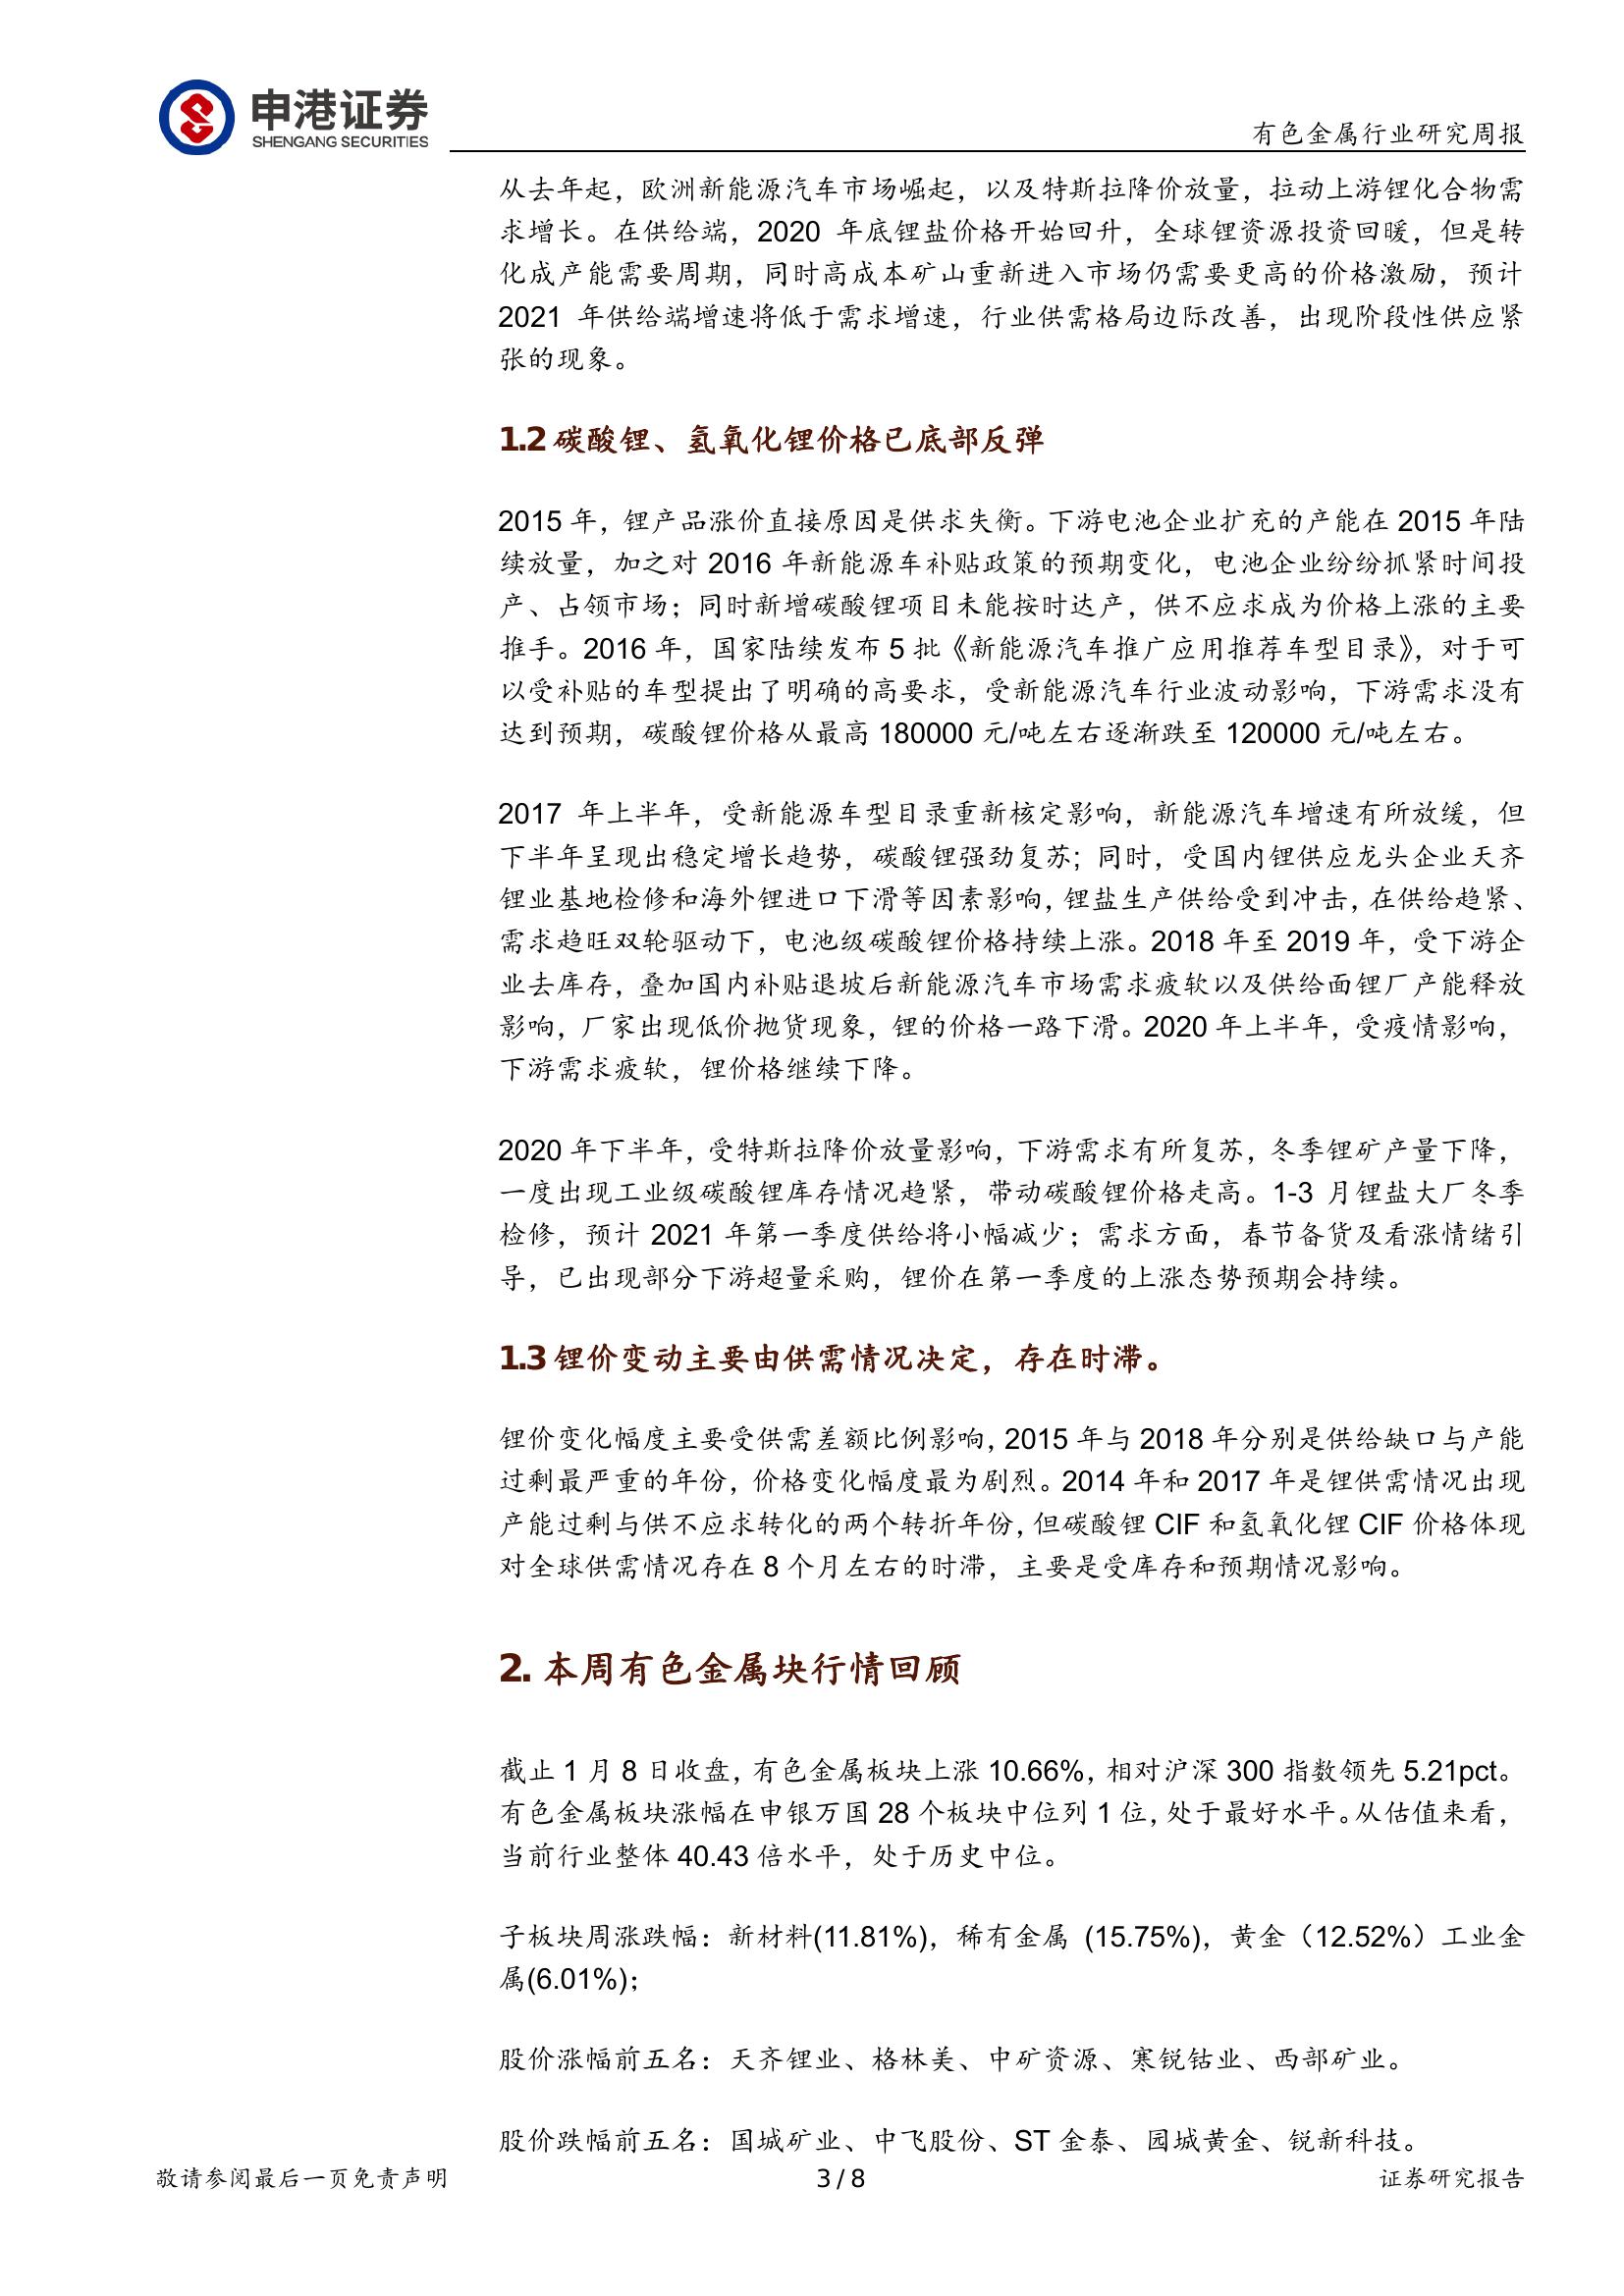 申港证券
SHENGANG SECURITIES
有色金属行业研究周报
从去年起，欧洲新能源汽车市场崛起，以及特斯拉降价放量，拉动上游锂化合物需
求增长。在供给端，2020 年底锂盐价格开始回升，全球锂资源投资回暖，但是转
化成产能需要周期，同时高成本矿山重新进入市场仍需要更高的价格激励，预计
2021 年供给端增速将低于需求增速，行业供需格局边际改善，出现阶段性供应紧
张的现象。
1.2 碳酸锂、氢氧化锂价格已底部反弹
2015 年，锂产品涨价直接原因是供求失衡。下游电池企业扩充的产能在 2015 年陆
续放量，加之对 2016 年新能源车补贴政策的预期变化，电池企业纷纷抓紧时间投
产、占领市场；同时新增碳酸锂项目未能按时达产，供不应求成为价格上涨的主要
推手。2016 年，国家陆续发布 5 批《新能源汽车推广应用推荐车型目录》，对于可
以受补贴的车型提出了明确的高要求，受新能源汽车行业波动影响，下游需求没有
达到预期，碳酸锂价格从最高 180000 元/吨左右逐渐跌至 120000 元/吨左右。
2017 年上半年，受新能源车型目录重新核定影响，新能源汽车增速有所放缓，但
下半年呈现出稳定增长趋势，碳酸锂强劲复苏；同时，受国内锂供应龙头企业天齐
锂业基地检修和海外锂进口下滑等因素影响，锂盐生产供给受到冲击，在供给趋紧、
需求趋旺双轮驱动下，电池级碳酸锂价格持续上涨。2018 年至 2019 年，受下游企
业去库存，叠加国内补贴退坡后新能源汽车市场需求疲软以及供给面锂厂产能释放
影响，厂家出现低价抛货现象，锂的价格一路下滑。2020 年上半年，受疫情影响，
下游需求疲软，锂价格继续下降。
2020 年下半年，受特斯拉降价放量影响，下游需求有所复苏，冬季锂矿产量下降，
一度出现工业级碳酸锂库存情况趋紧，带动碳酸锂价格走高。1-3 月锂盐大厂冬季
检修，预计 2021 年第一季度供给将小幅减少；需求方面，春节备货及看涨情绪引
导，已出现部分下游超量采购，锂价在第一季度的上涨态势预期会持续。
1.3 锂价变动主要由供需情况决定，存在时滞。
锂价变化幅度主要受供需差额比例影响，2015 年与 2018 年分别是供给缺口与产能
过剩最严重的年份，价格变化幅度最为剧烈。2014 年和 2017 年是锂供需情况出现
产能过剩与供不应求转化的两个转折年份，但碳酸锂 CIF 和氢氧化锂 CIF 价格体现
对全球供需情况存在 8 个月左右的时滞，主要是受库存和预期情况影响。
2. 本周有色金属块行情回顾
截止 1 月 8 日收盘，有色金属板块上涨 10.66%，相对沪深 300 指数领先 5.21pct。
有色金属板块涨幅在申银万国 28 个板块中位列 1 位，处于最好水平。从估值来看，
当前行业整体 40.43 倍水平，处于历史中位。
子板块周涨跌幅：新材料(11.81%)，稀有金属 (15.75%)，黄金（12.52%）工业金
属(6.01%)；
股价涨幅前五名：天齐锂业、格林美、中矿资源、寒锐钴业、西部矿业。
股价跌幅前五名：国城矿业、中飞股份、ST 金泰、园城黄金、锐新科技。
敬请参阅最后一页免责声明
3 / 8
证券研究报告